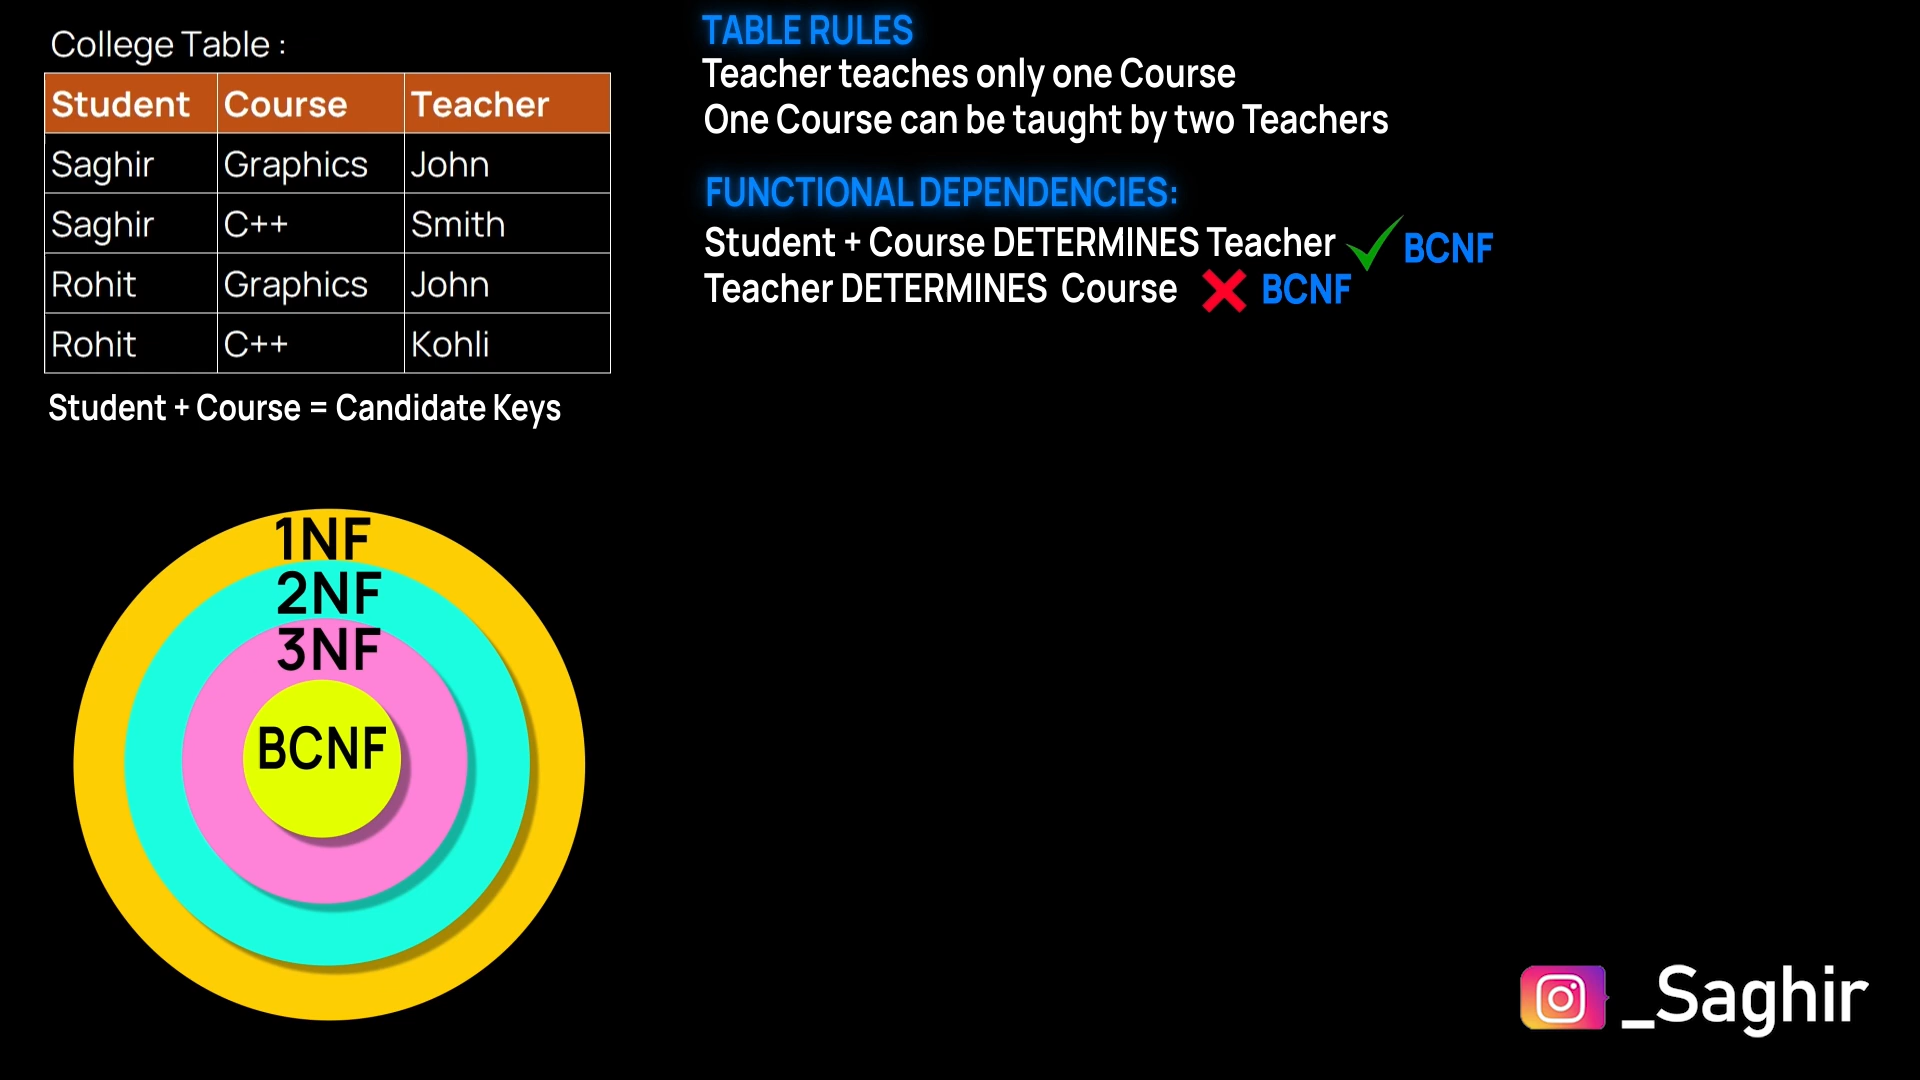 College Table :
Student Course Teacher
Saghir Graphics John
Saghir C++ Smith
Rohit Graphics John
Rohit C++ Kohli
Student + Course = Candidate Keys
TABLE RULES
Teacher teaches only one Course
One Course can be taught by two Teachers
FUNCTIONAL DEPENDENCIES:
Student + Course DETERMINES Teacher BCNF
Teacher DETERMINES Course BCNF
1NF
2NF
3NF
BCNF
_Saghir